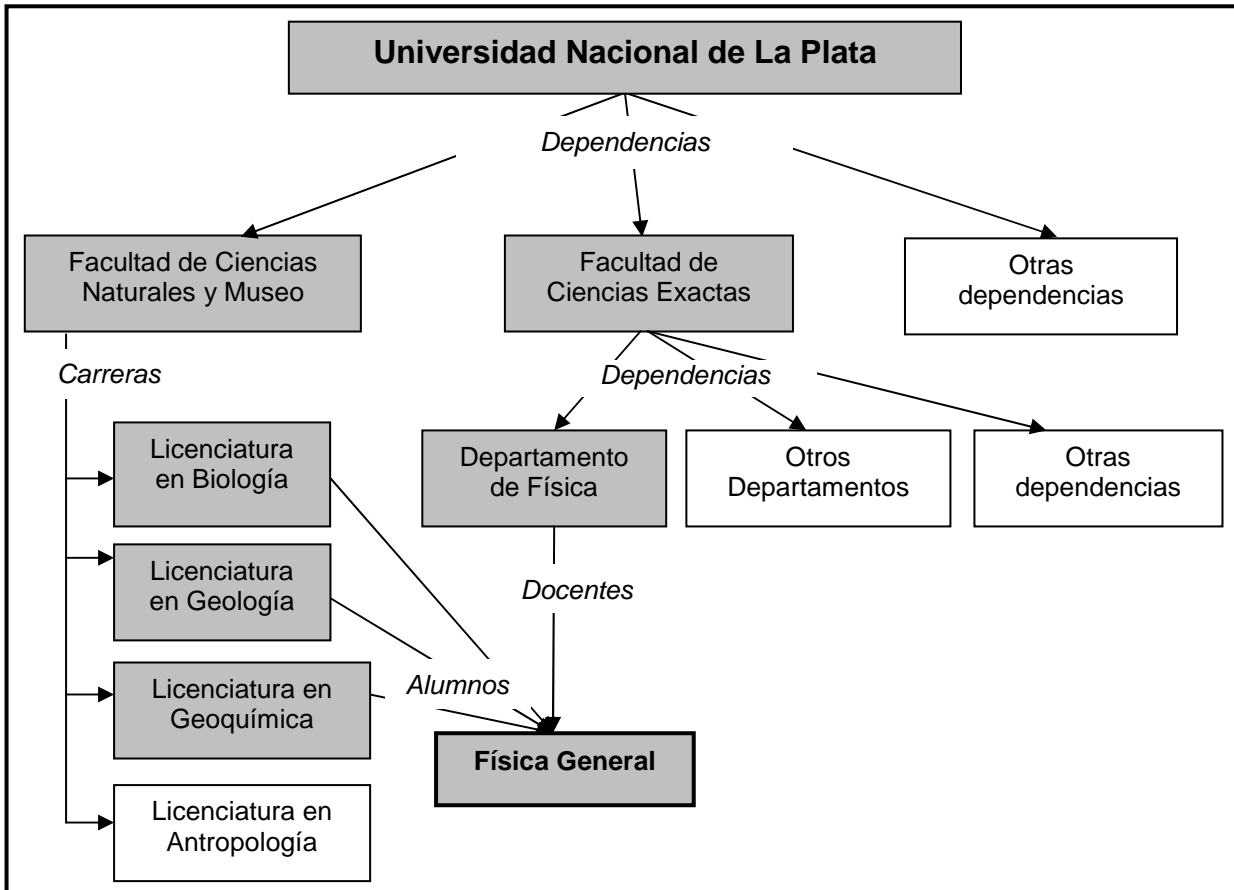 Universidad Nacional de La Plata
Dependencias
Facultad de Ciencias
Naturales y Museo
Facultad de
Ciencias Exactas
Otras
dependencias
Carreras
Dependencias
Licenciatura
en Biología
Departamento
de Física
Otros
Departamentos
Otras
dependencias
Licenciatura
en Geología
Docentes
Licenciatura en
Geoquímica
Alumnos
Física General
Licenciatura en
Antropología